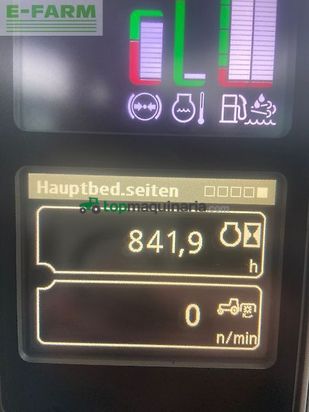 E-FARM
Hauptbed.seiten
topmaquinaria.com
841,9
h
0
n/min